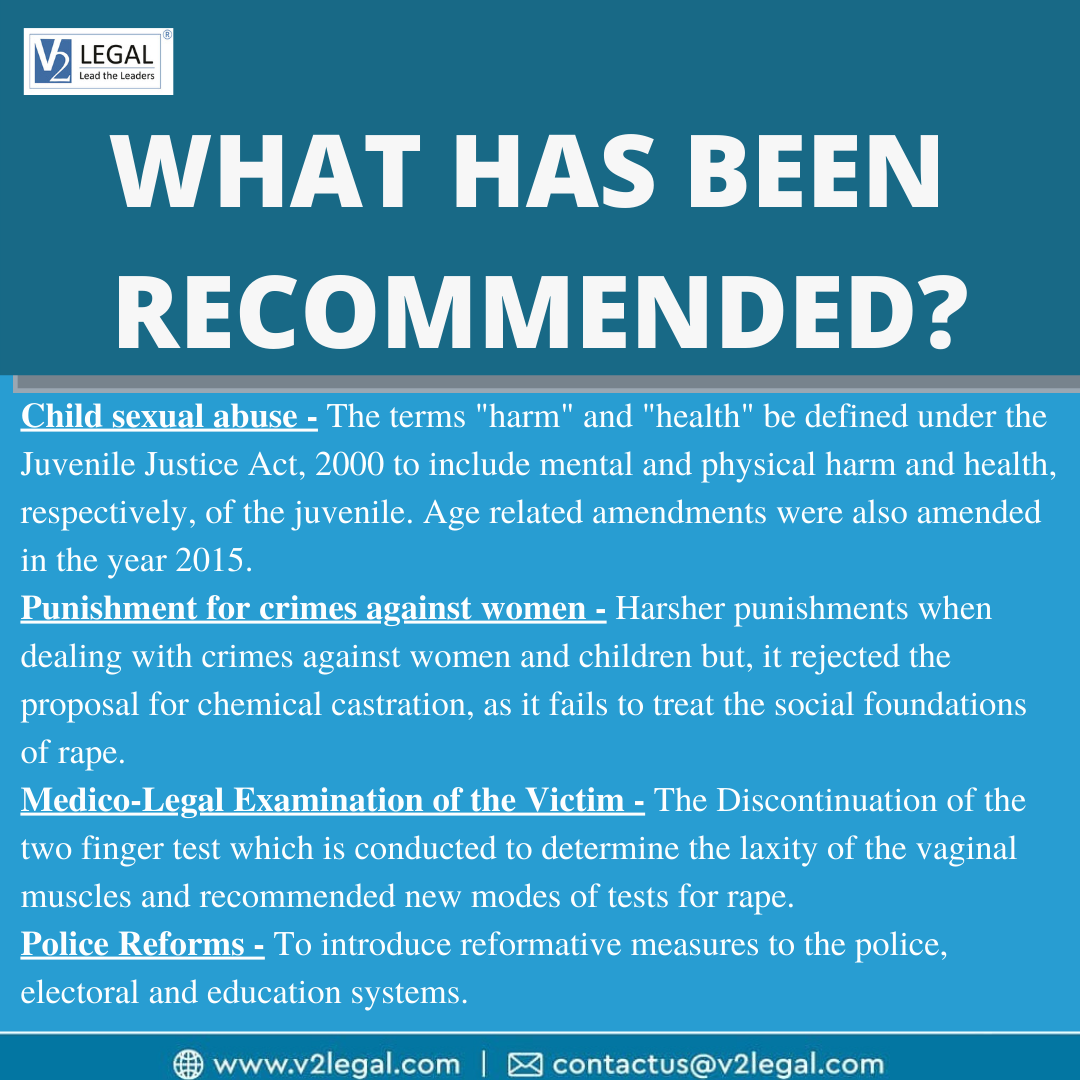 V2 LEGAL ®
Lead the Leaders
WHAT HAS BEEN
RECOMMENDED?
Child sexual abuse - The terms "harm" and "health" be defined under the
Juvenile Justice Act, 2000 to include mental and physical harm and health,
respectively, of the juvenile. Age related amendments were also amended
in the year 2015.
Punishment for crimes against women - Harsher punishments when
dealing with crimes against women and children but, it rejected the
proposal for chemical castration, as it fails to treat the social foundations
of rape.
Medico-Legal Examination of the Victim - The Discontinuation of the
two finger test which is conducted to determine the laxity of the vaginal
muscles and recommended new modes of tests for rape.
Police Reforms - To introduce reformative measures to the police,
electoral and education systems.
www.v2legal.com | contactus@v2legal.com